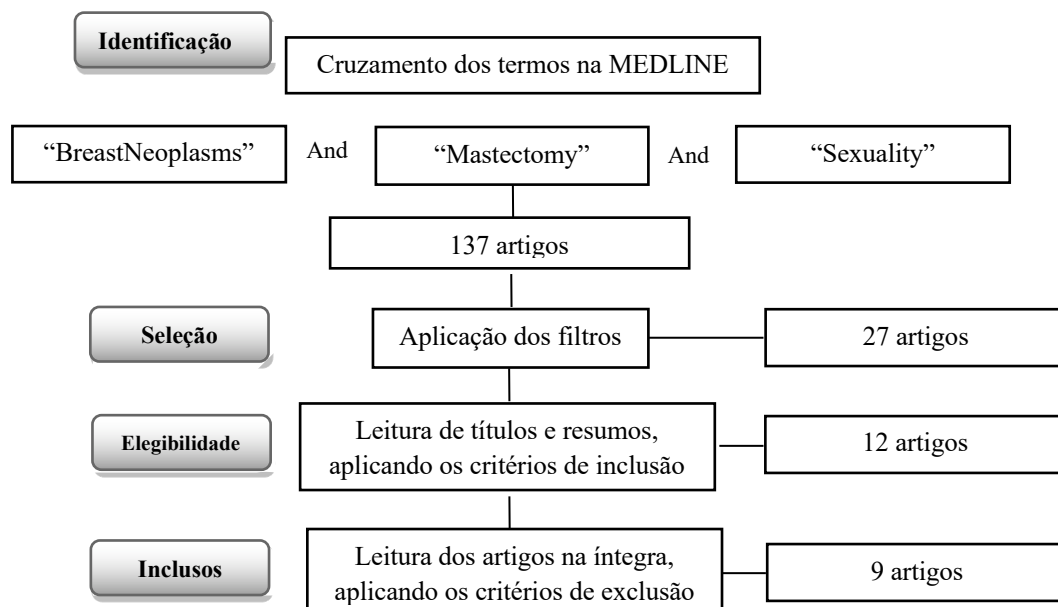 Identificação
Cruzamento dos termos na MEDLINE
“BreastNeoplasms” And “Mastectomy” And “Sexuality”
137 artigos
Seleção
Aplicação dos filtros
27 artigos
Elegibilidade
Leitura de títulos e resumos,
aplicando os critérios de inclusão
12 artigos
Inclusos
Leitura dos artigos na íntegra,
aplicando os critérios de exclusão
9 artigos